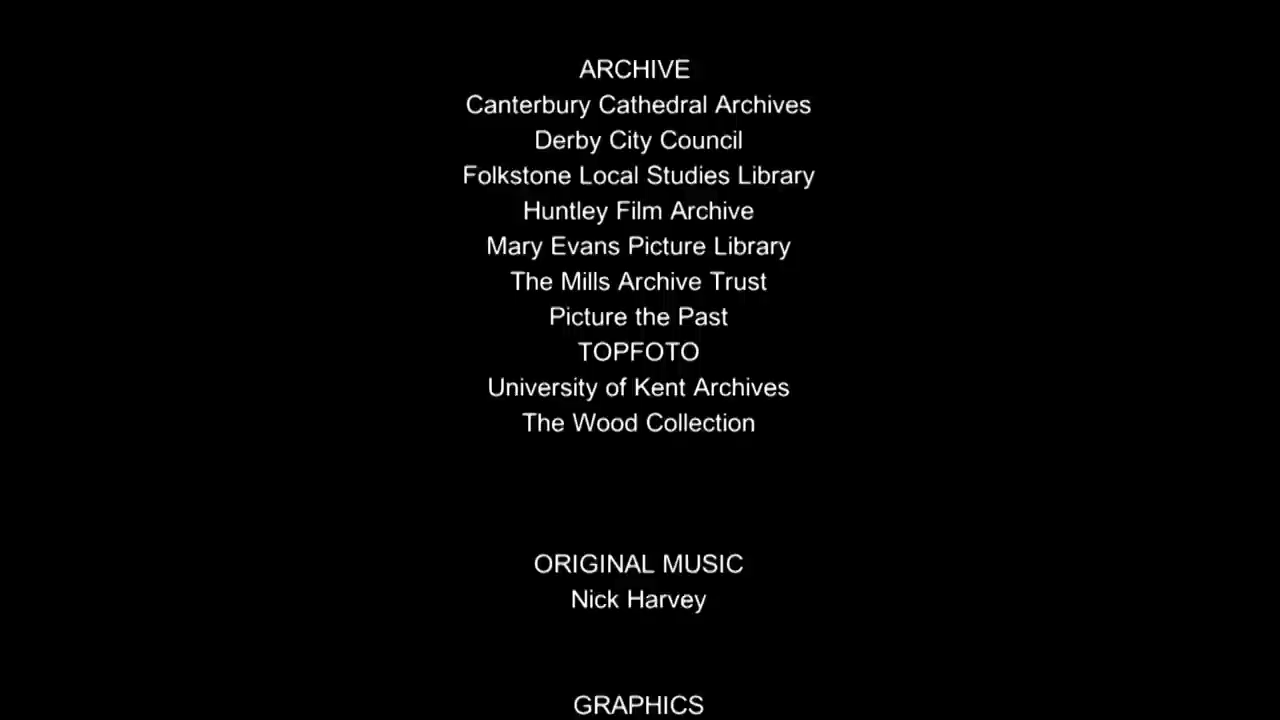 ARCHIVE
Canterbury Cathedral Archives
Derby City Council
Folkstone Local Studies Library
Huntley Film Archive
Mary Evans Picture Library
The Mills Archive Trust
Picture the Past
TOPFOTO
University of Kent Archives
The Wood Collection
ORIGINAL MUSIC
Nick Harvey
GRAPHICS